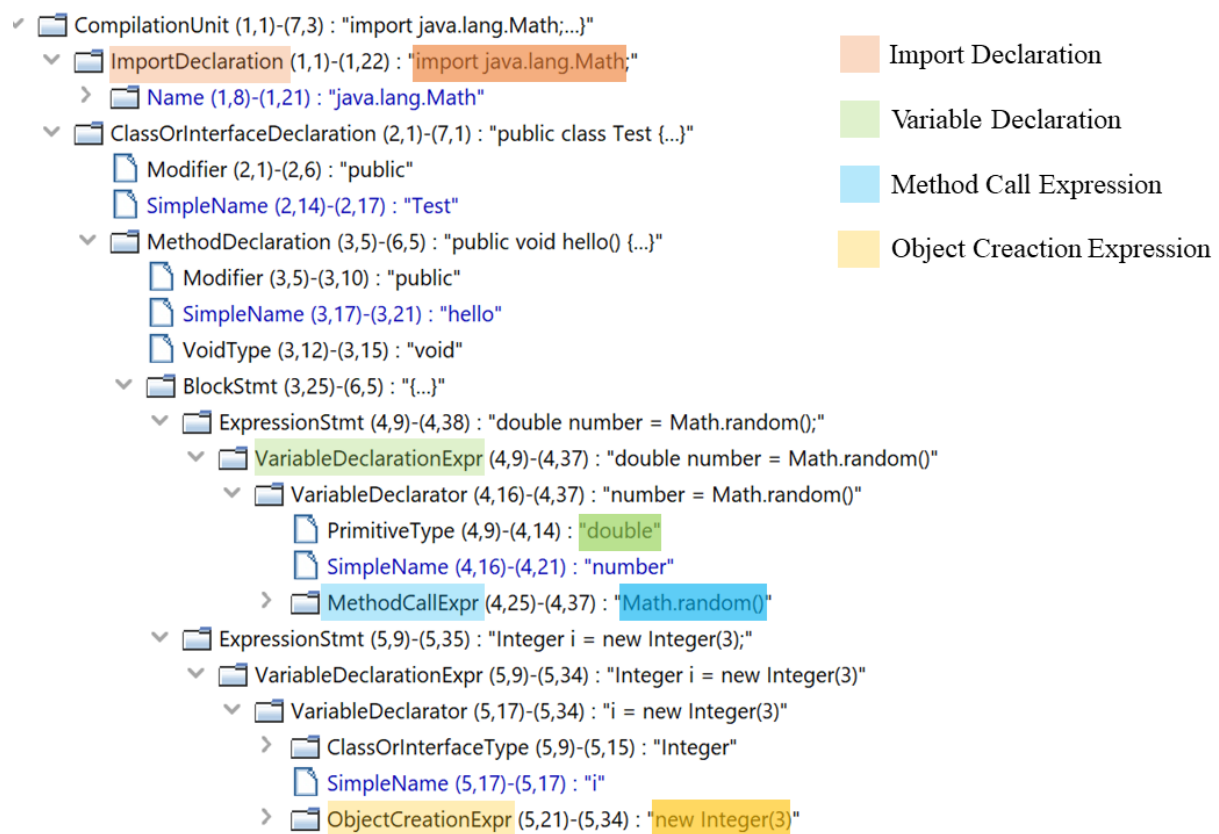 CompilationUnit (1,1)-(7,3) : "import java.lang.Math;...}"
ImportDeclaration (1,1)-(1,22) : "import java.lang.Math;"
Name (1,8)-(1,21) : "java.lang.Math"
ClassOrInterfaceDeclaration (2,1)-(7,1) : "public class Test {...}"
Modifier (2,1)-(2,6) : "public"
SimpleName (2,14)-(2,17) : "Test"
MethodDeclaration (3,5)-(6,5) : "public void hello() {...}"
Modifier (3,5)-(3,10) : "public"
SimpleName (3,17)-(3,21) : "hello"
VoidType (3,12)-(3,15) : "void"
BlockStmt (3,25)-(6,5) : "{...}"
ExpressionStmt (4,9)-(4,38) : "double number = Math.random();"
VariableDeclarationExpr (4,9)-(4,37) : "double number = Math.random()"
VariableDeclarator (4,16)-(4,37) : "number = Math.random()"
PrimitiveType (4,9)-(4,14) : "double"
SimpleName (4,16)-(4,21) : "number"
MethodCallExpr (4,25)-(4,37) : "Math.random()"
ExpressionStmt (5,9)-(5,35) : "Integer i = new Integer(3);"
VariableDeclarationExpr (5,9)-(5,34) : "Integer i = new Integer(3)"
VariableDeclarator (5,17)-(5,34) : "i = new Integer(3)"
ClassOrInterfaceType (5,9)-(5,15) : "Integer"
SimpleName (5,17)-(5,17) : "i"
ObjectCreationExpr (5,21)-(5,34) : "new Integer(3)"
Import Declaration
Variable Declaration
Method Call Expression
Object Creaction Expression